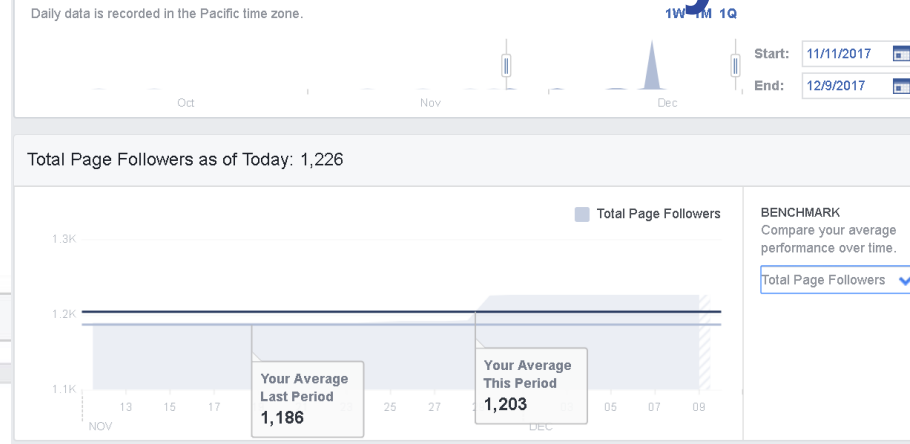 Daily data is recorded in the Pacific time zone.
1W 1M 1Q
Start: 11/11/2017
End: 12/9/2017
Oct Nov Dec
Total Page Followers as of Today: 1,226
Total Page Followers
BENCHMARK
Compare your average
performance over time.
Total Page Followers
1.3K
1.2K
1.1K
Your Average
Last Period
1,186
Your Average
This Period
1,203
13 15 17 25 27 05 07 09
NOV DEC